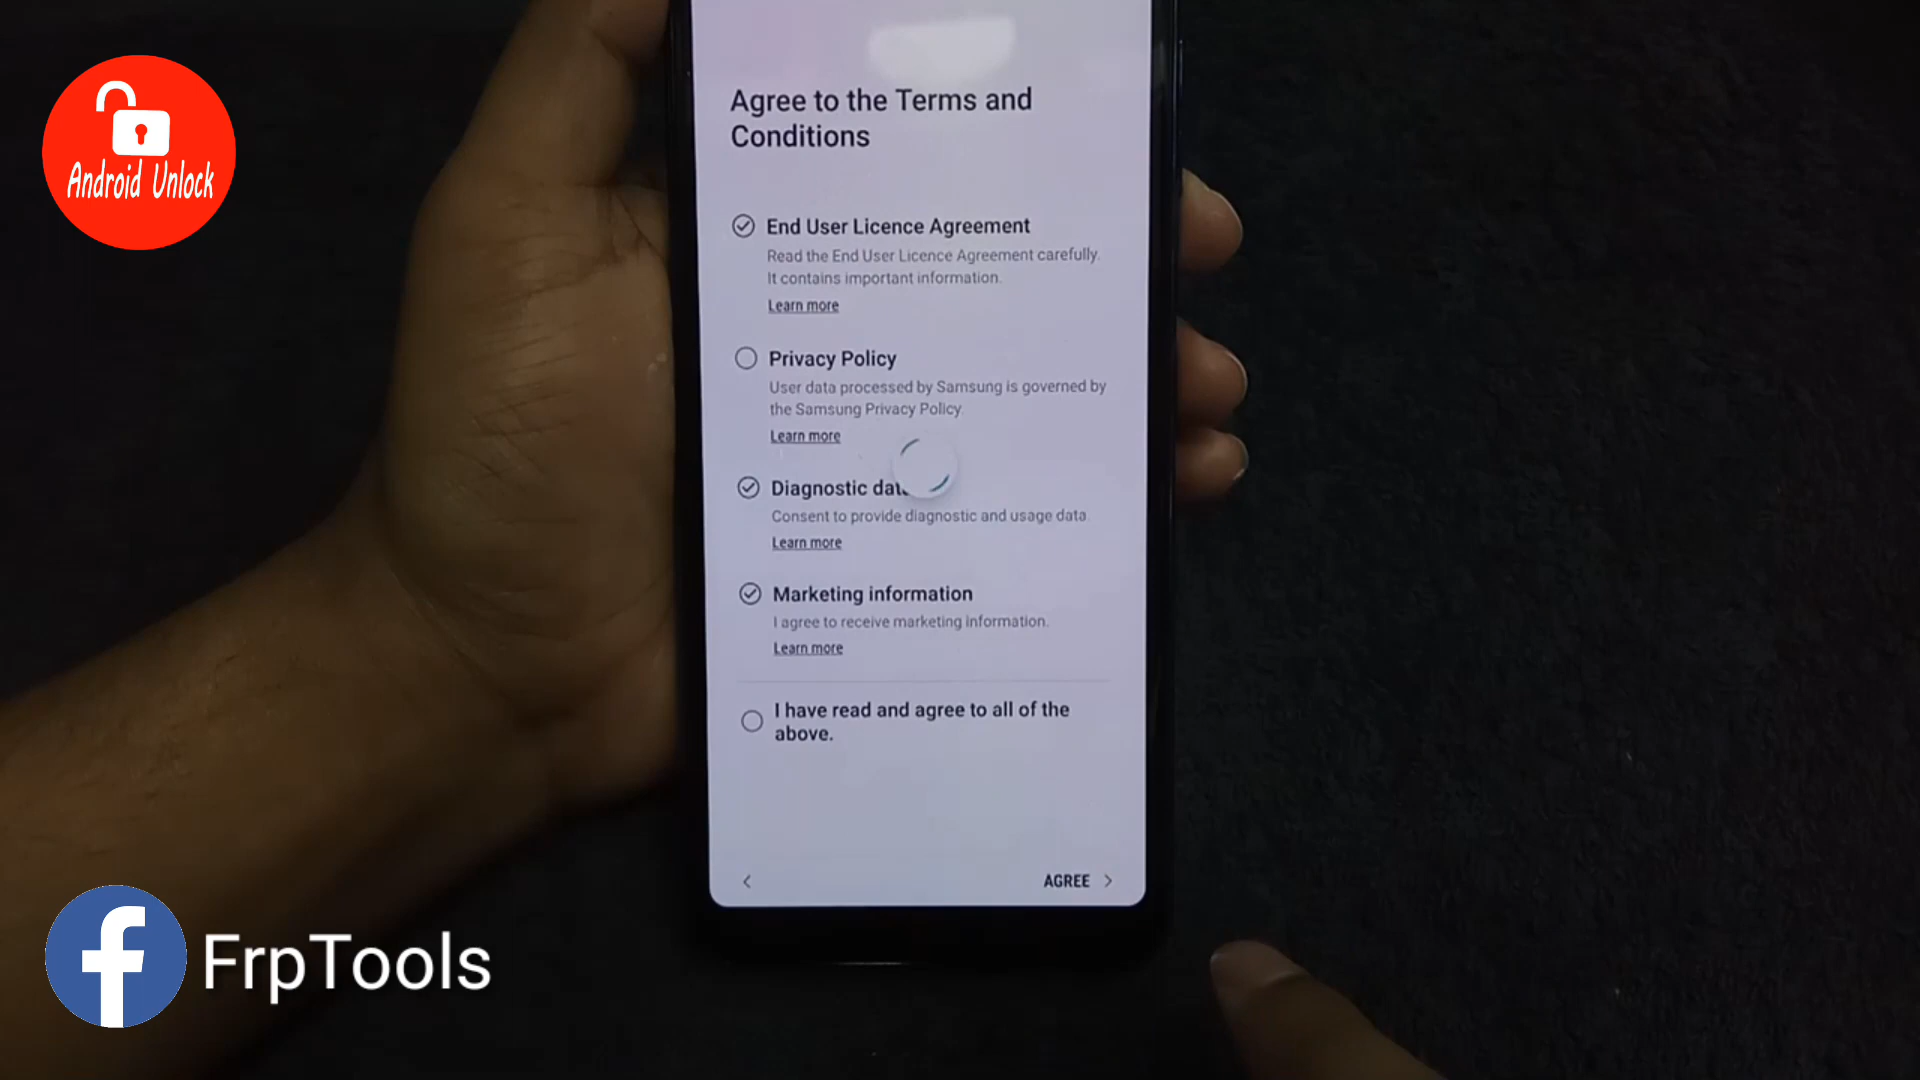 Android Unlock
Agree to the Terms and
Conditions
End User Licence Agreement
Read the End User Licence Agreement carefully.
It contains important information.
Learn more
Privacy Policy
User data processed by Samsung is governed by
the Samsung Privacy Policy.
Learn more
Diagnostic data
Consent to provide diagnostic and usage data.
Learn more
Marketing information
I agree to receive marketing information.
Learn more
I have read and agree to all of the
above.
AGREE
f FrpTools